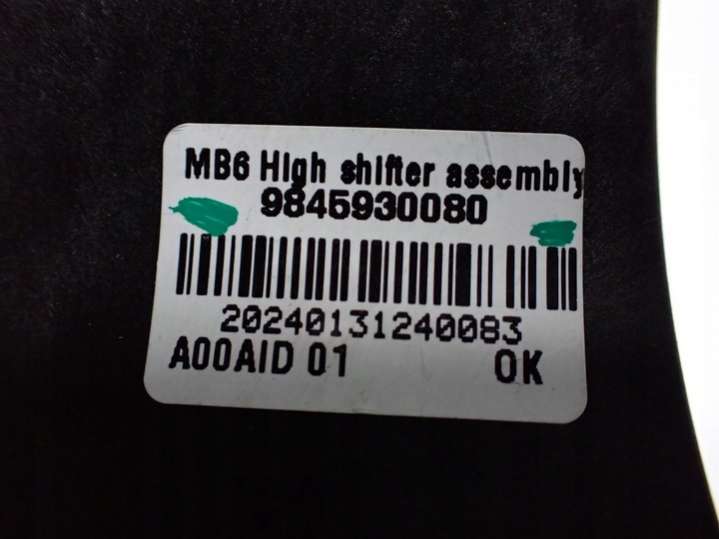 MB6 High shifter assembly
9845930080
20240131240083
A00AID 01 OK